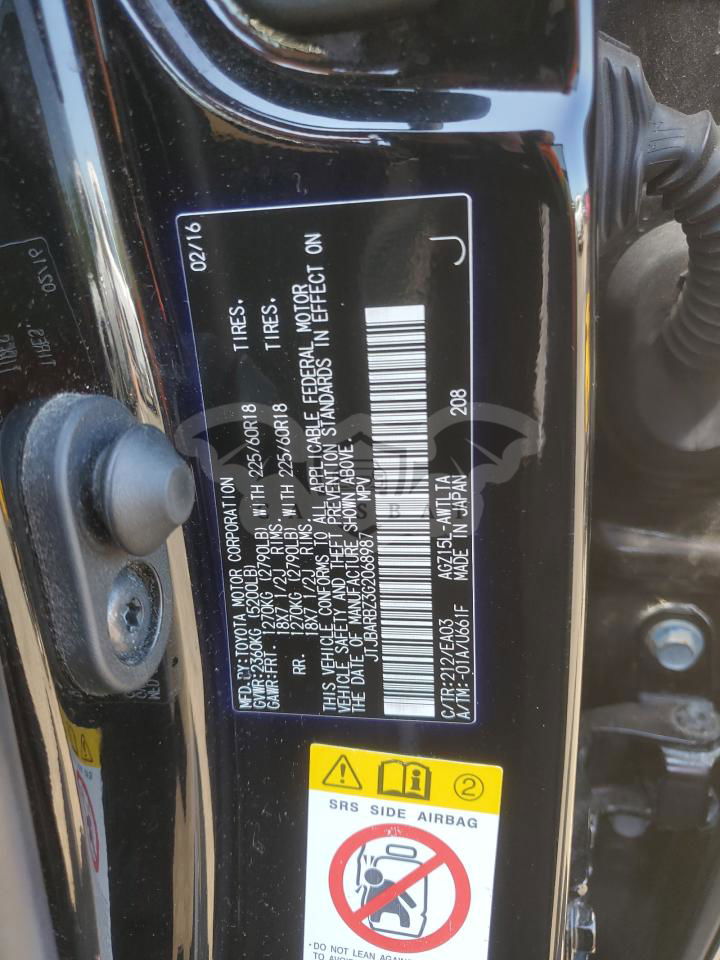 MFD.BY:TOYOTA MOTOR CORPORATION 02/16
GVWR:2360KG (5200LB)
GAWR:FRT. 1270KG (2790LB) WITH 225/60R18 TIRES.
18X7 1/2J RIMS.
RR. 1270KG (2790LB) WITH 225/60R18 TIRES.
18X7 1/2J RIMS.
THIS VEHICLE CONFORMS TO ALL APPLICABLE FEDERAL MOTOR
VEHICLE SAFETY AND THEFT PREVENTION STANDARDS IN EFFECT ON
THE DATE OF MANUFACTURE SHOWN ABOVE.
JTJBARBZ3G2068967 MPV
J
C/TR:212/EA03 AGZ15L-AWTLTA
A/TM:-01A/U661F MADE IN JAPAN 208
2
SRS SIDE AIRBAG
· DO NOT LEAN AGAINST